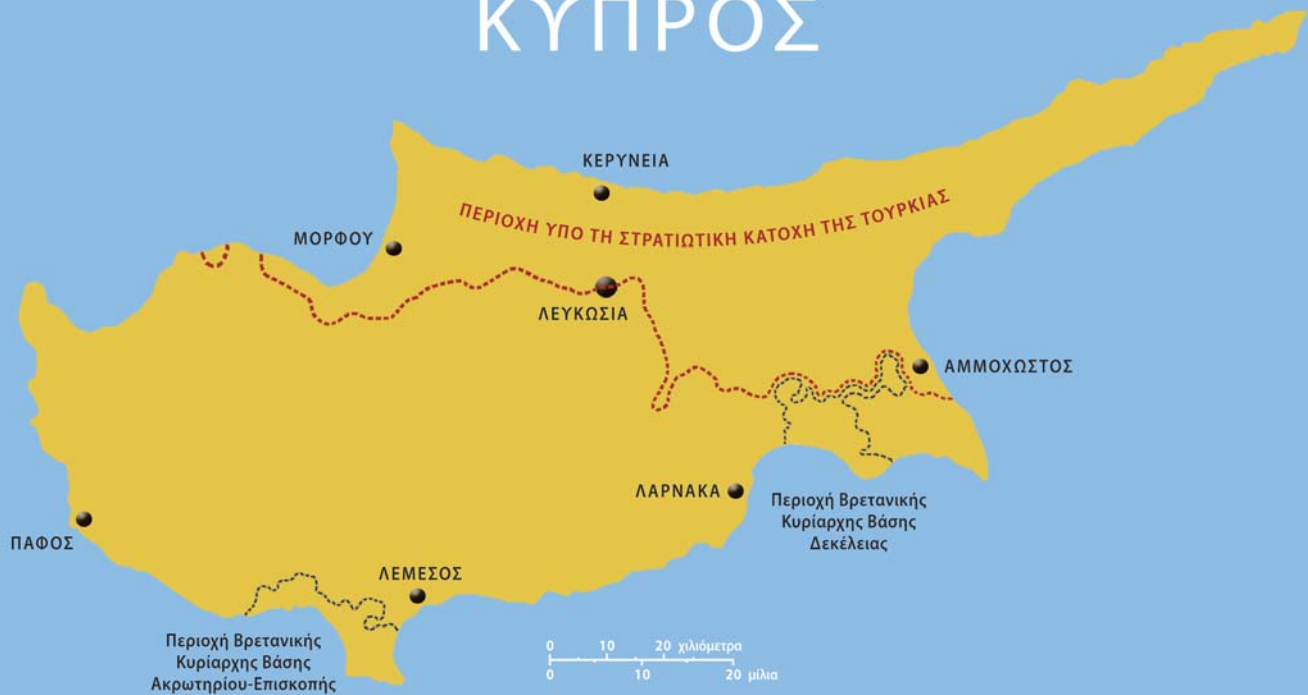 ΚΥΠΡΟΣ
ΚΕΡΥΝΕΙΑ
ΠΕΡΙΟΧΗ ΥΠΟ ΤΗ ΣΤΡΑΤΙΩΤΙΚΗ ΚΑΤΟΧΗ ΤΗΣ ΤΟΥΡΚΙΑΣ
ΜΟΡΦΟΥ
ΛΕΥΚΩΣΙΑ
ΑΜΜΟΧΩΣΤΟΣ
ΛΑΡΝΑΚΑ
Περιοχή Βρετανικής
Κυρίαρχης Βάσης
Δεκέλειας
ΠΑΦΟΣ
ΛΕΜΕΣΟΣ
Περιοχή Βρετανικής
Κυρίαρχης Βάσης
Ακρωτηρίου-Επισκοπής
0 10 20 χιλιόμετρα
0 10 20 μίλια